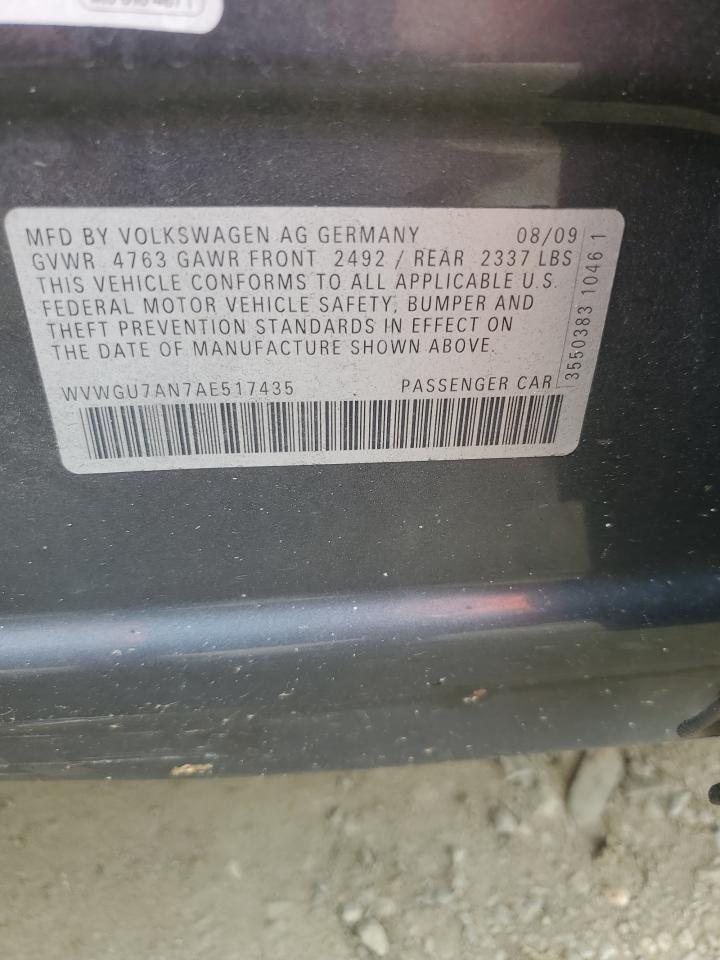 MFD BY VOLKSWAGEN AG GERMANY 08/09
GVWR 4763 GAWR FRONT 2492 / REAR 2337 LBS
THIS VEHICLE CONFORMS TO ALL APPLICABLE U.S.
FEDERAL MOTOR VEHICLE SAFETY, BUMPER AND
THEFT PREVENTION STANDARDS IN EFFECT ON
THE DATE OF MANUFACTURE SHOWN ABOVE.
WVWGU7AN7AE517435 PASSENGER CAR
3550383 1046 1